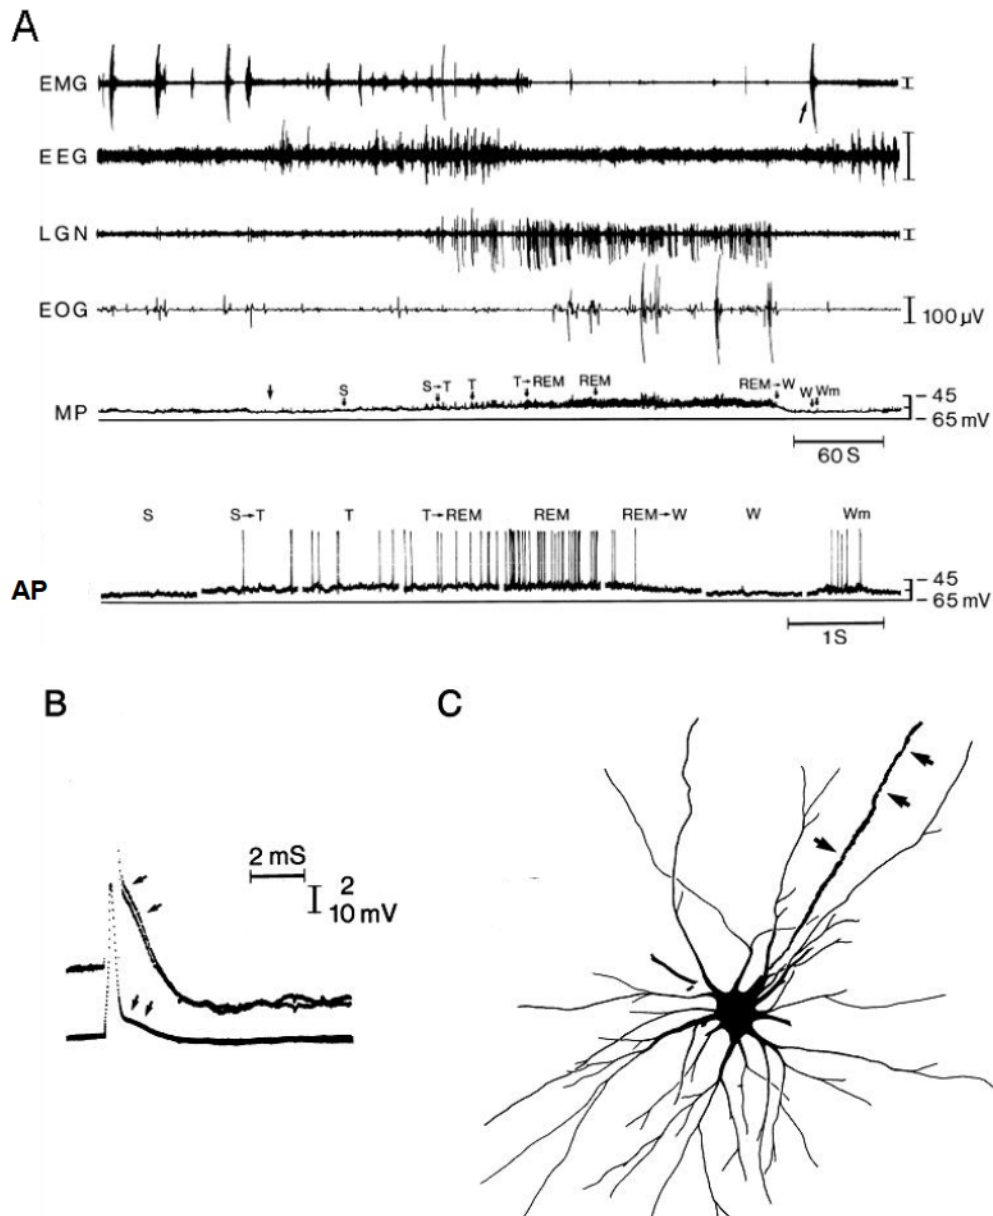 A
EMG
EEG
LGN
EOG
100 µV
S S→T T T→REM REM REM→W W Wm
MP
- 45
- 65 mV
60 S
S S→T T T→REM REM REM→W W Wm
AP
- 45
- 65 mV
1S
B
C
2 mS
2
10 mV